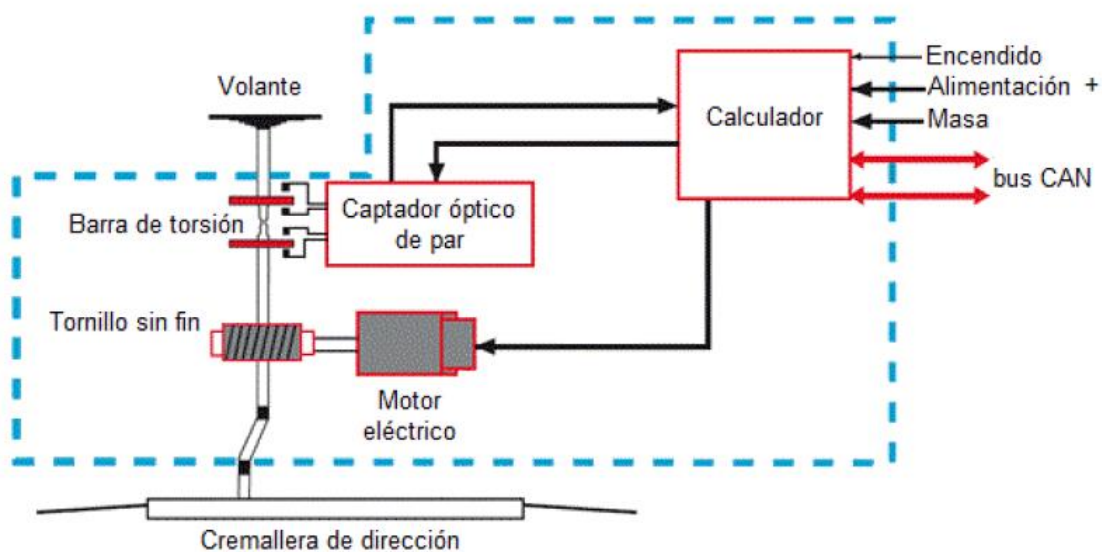 Volante
Encendido
Alimentación +
Masa
bus CAN
Calculador
Captador óptico
de par
Barra de torsión
Tornillo sin fin
Motor
eléctrico
Cremallera de dirección